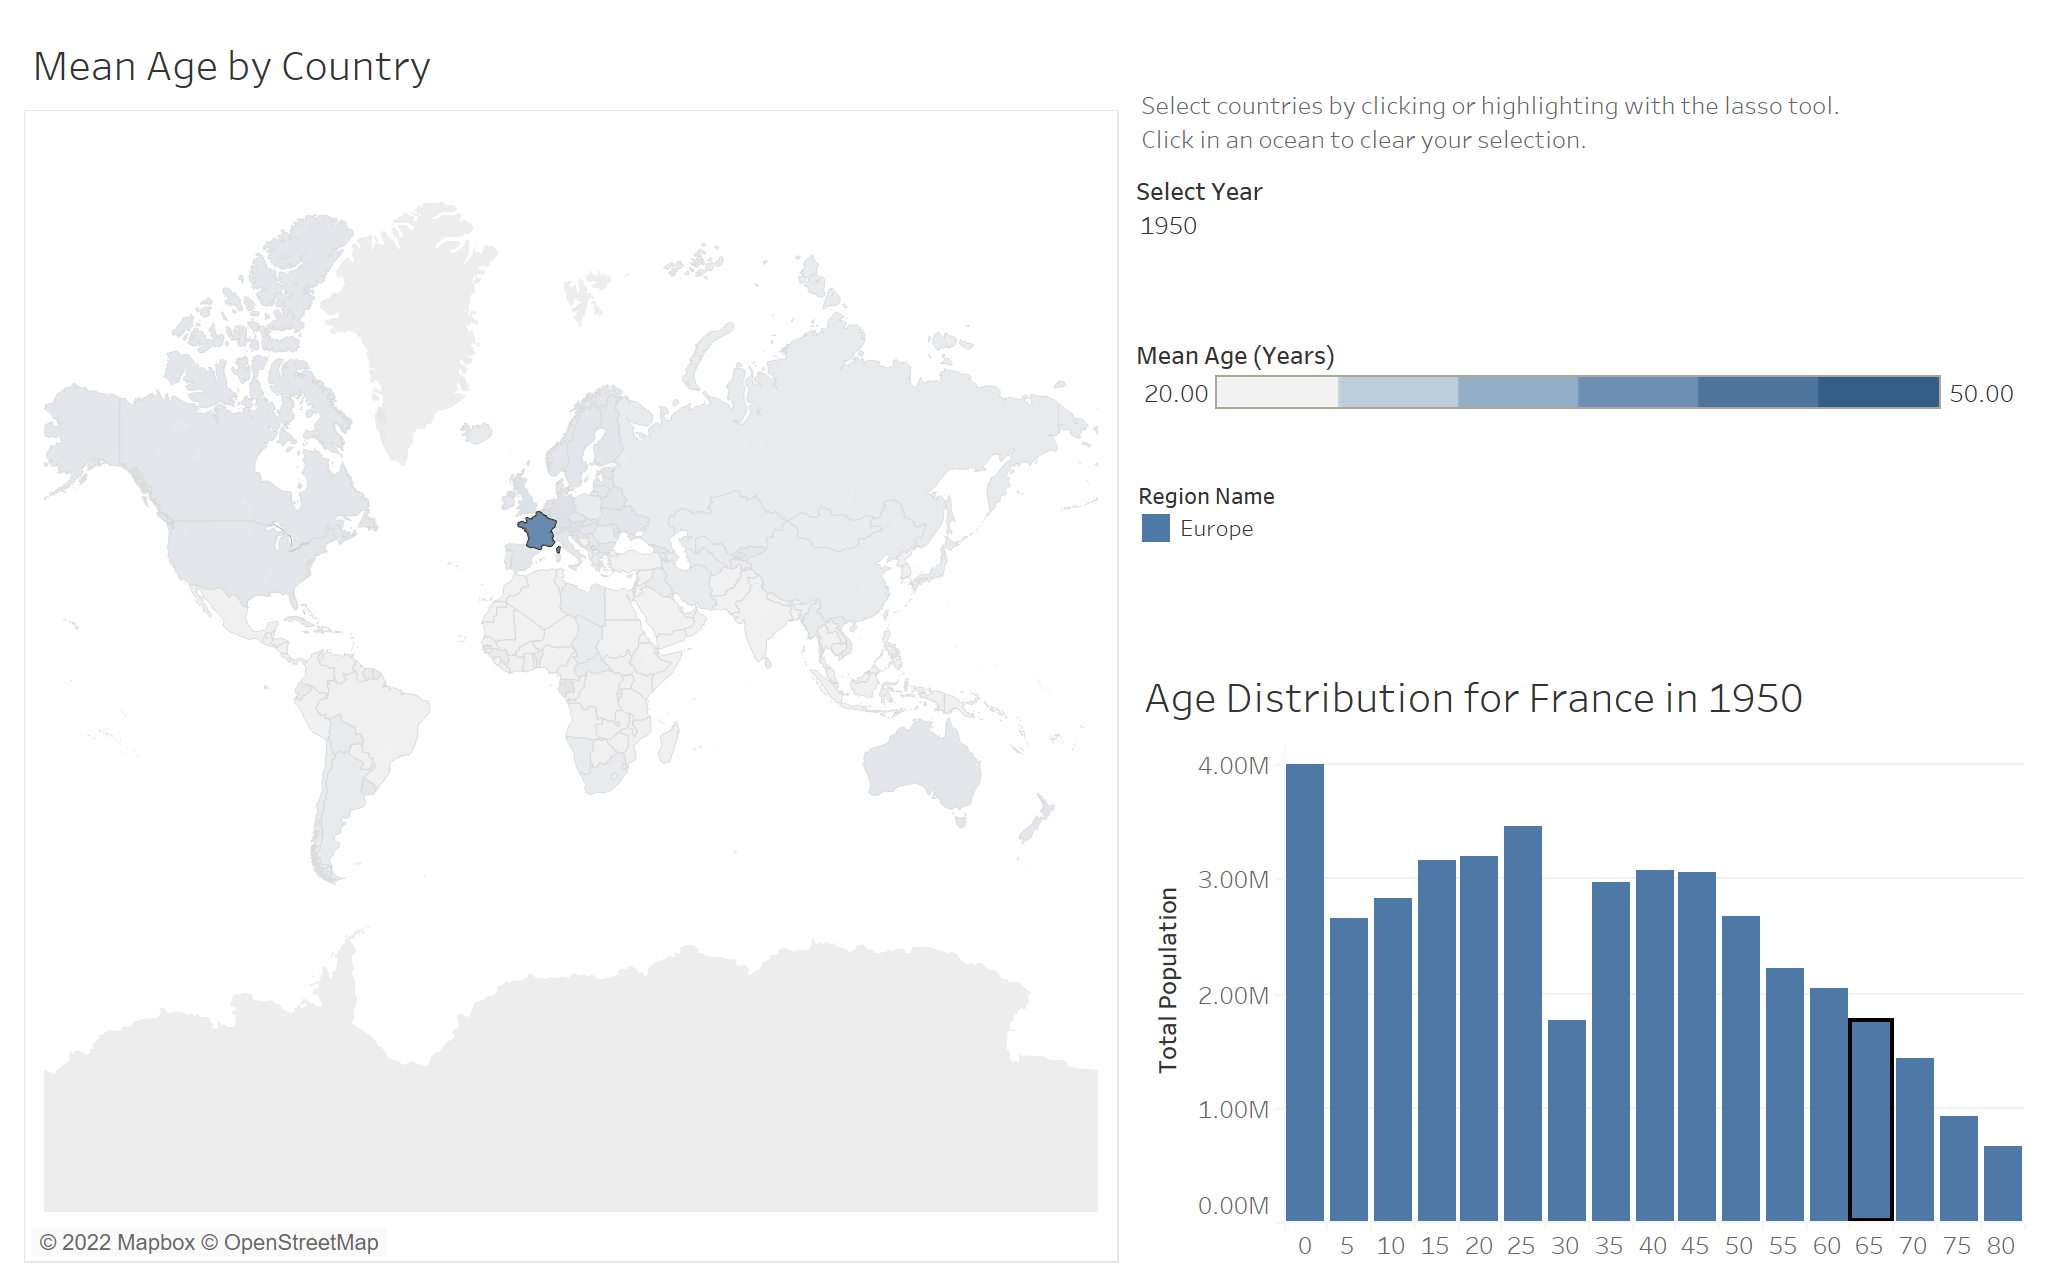 Mean Age by Country
Select countries by clicking or highlighting with the lasso tool.
Click in an ocean to clear your selection.
Select Year
1950
Mean Age (Years)
20.00 50.00
Region Name
Europe
Age Distribution for France in 1950
Total Population
4.00M
3.00M
2.00M
1.00M
0.00M
0 5 10 15 20 25 30 35 40 45 50 55 60 65 70 75 80
© 2022 Mapbox © OpenStreetMap